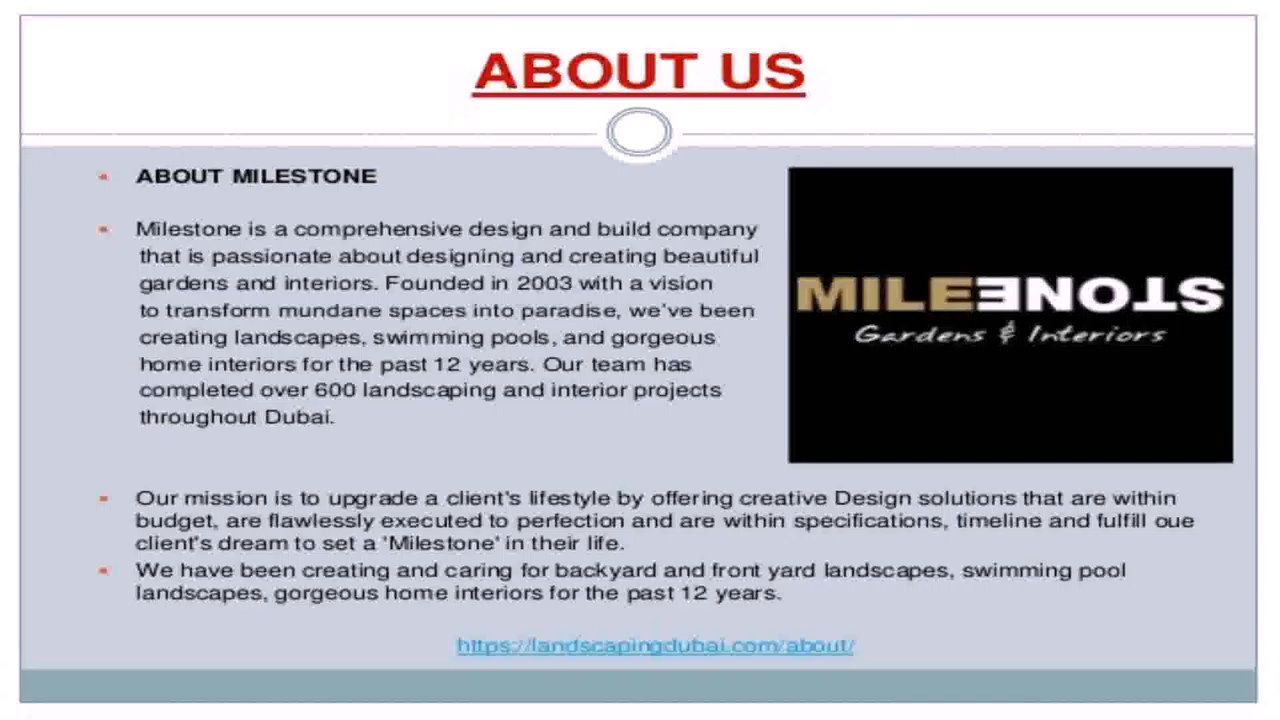 ABOUT US
ABOUT MILESTONE
Milestone is a comprehensive design and build company
that is passionate about designing and creating beautiful
gardens and interiors. Founded in 2003 with a vision
to transform mundane spaces into paradise, we've been
creating landscapes, swimming pools, and gorgeous
home interiors for the past 12 years. Our team has
completed over 600 landscaping and interior projects
throughout Dubai.
MILESTONE
Gardens & Interiors
Our mission is to upgrade a client's lifestyle by offering creative Design solutions that are within
budget, are flawlessly executed to perfection and are within specifications, timeline and fulfill oue
client's dream to set a 'Milestone' in their life.
We have been creating and caring for backyard and front yard landscapes, swimming pool
landscapes, gorgeous home interiors for the past 12 years.
https://landscapingdubai.com/about/